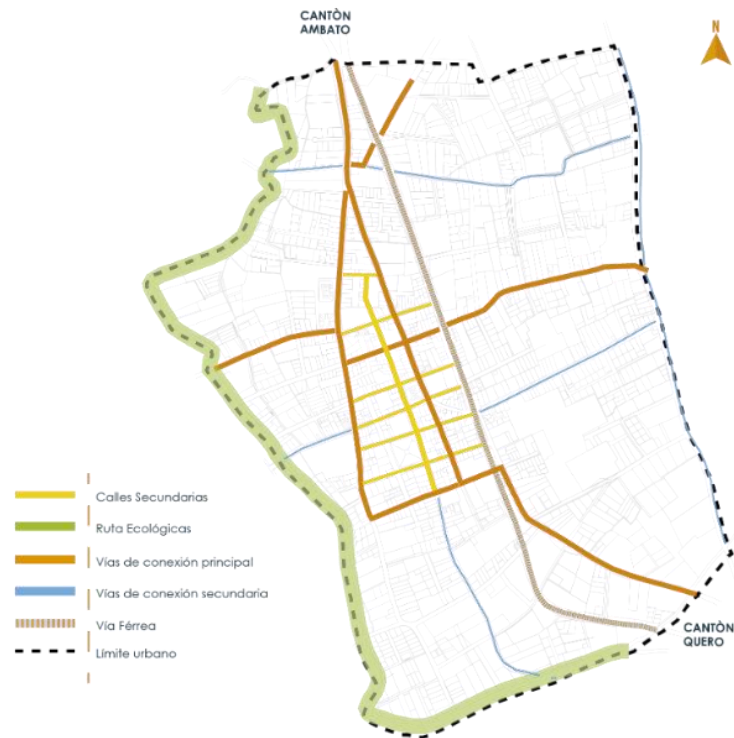 CANTÒN
AMBATO
N
Calles Secundarias
Ruta Ecológicas
Vías de conexión principal
Vías de conexión secundaria
Vía Férrea
Límite urbano
CANTÒN
QUERO